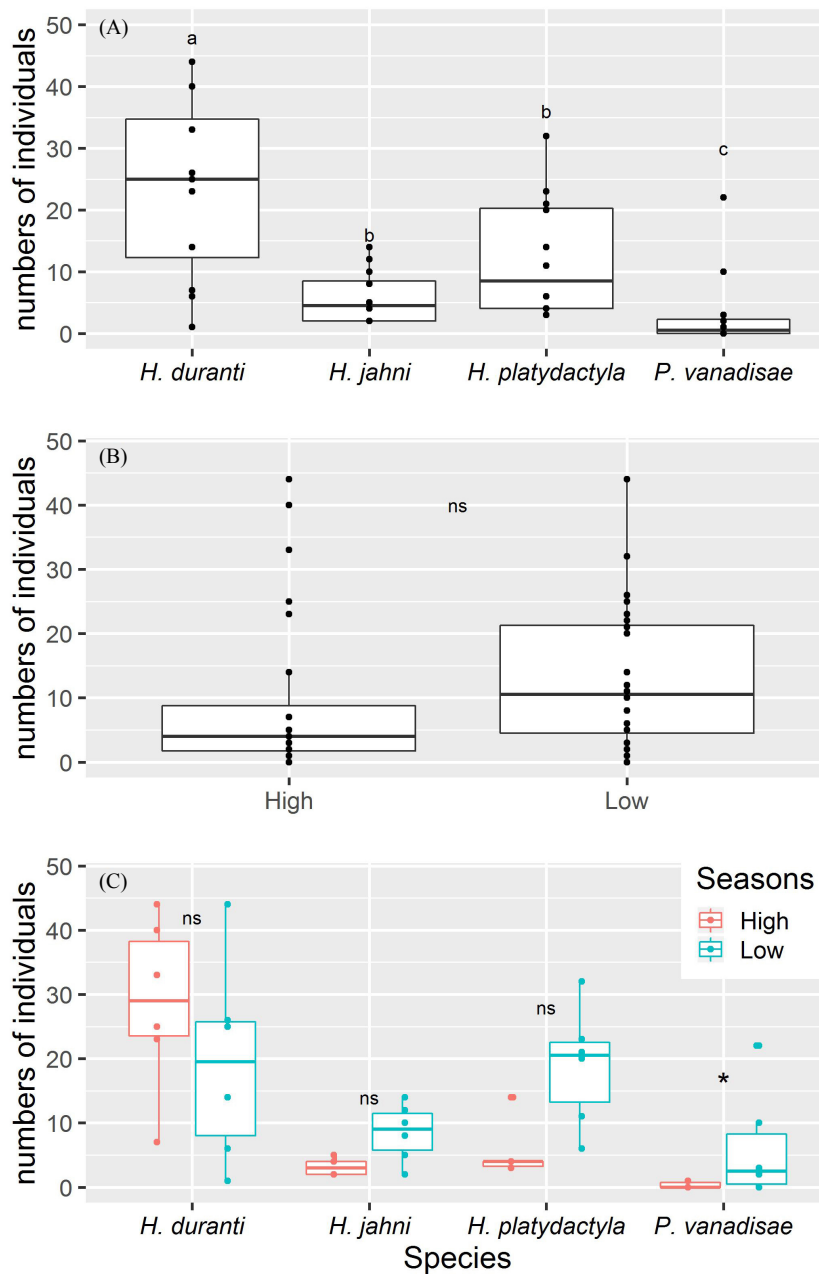 (A)
numbers of individuals
50
40
30
20
10
0
a
b
b
c
H. duranti
H. jahni
H. platydactyla
P. vanadisae
(B)
numbers of individuals
50
40
30
20
10
0
ns
High
Low
(C)
numbers of individuals
50
40
30
20
10
0
ns
ns
ns
*
Seasons
High
Low
H. duranti
H. jahni
H. platydactyla
P. vanadisae
Species